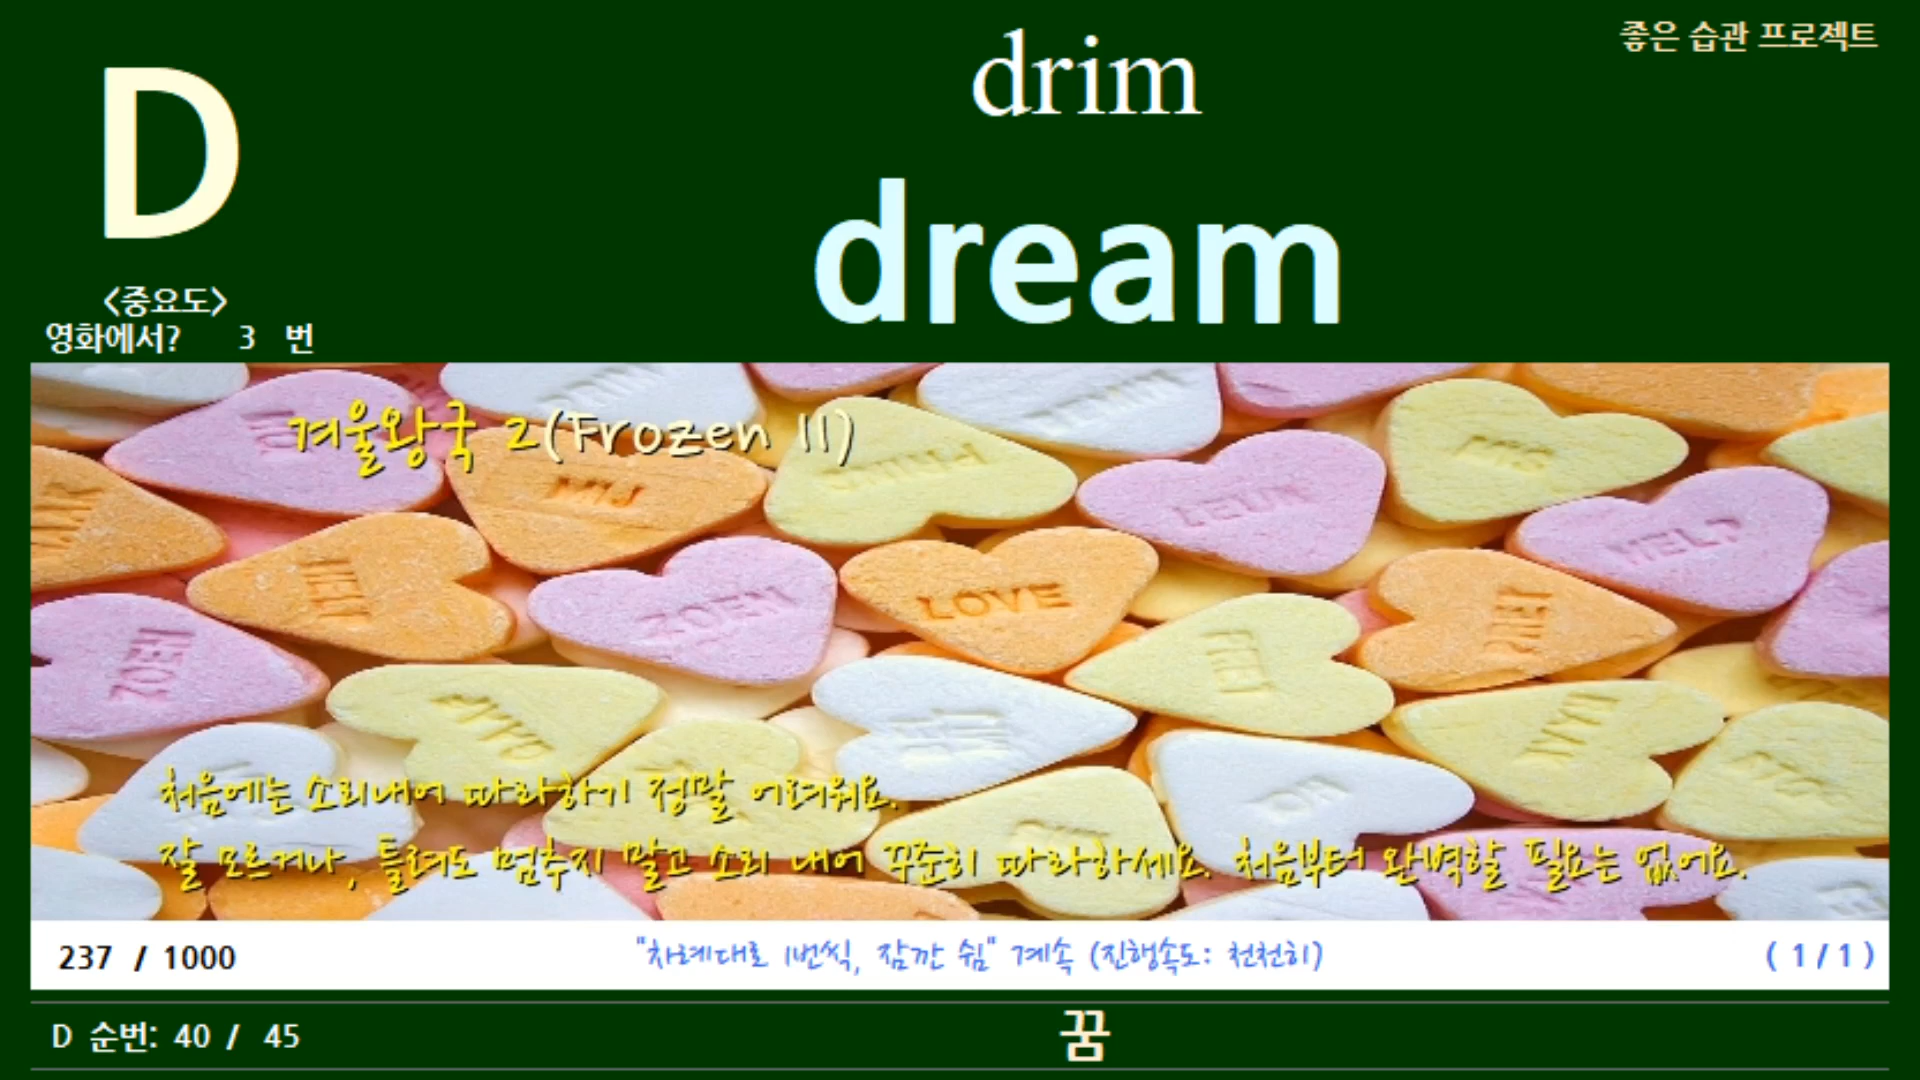 좋은 습관 프로젝트
D
drim
dream
<중요도>
영화에서? 3 번
겨울왕국 2(Frozen II)
LOVE
ZOEN
처음에는 소리내어 따라하기 정말 어려워요.
잘 모르거나, 틀려도 멈추지 말고 소리 내어 꾸준히 따라하세요. 처음부터 완벽할 필요는 없어요.
237 / 1000
"차례대로 1번씩, 잠깐 쉼" 계속 (진행속도: 천천히)
( 1 / 1 )
D 순번: 40 / 45
꿈